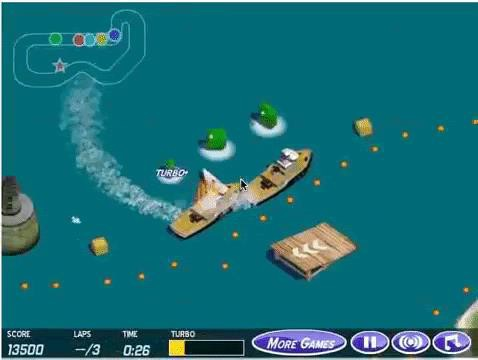 TURBO
SCORE LAPS TIME TURBO
13500 --/3 0:26
MORE GAMES